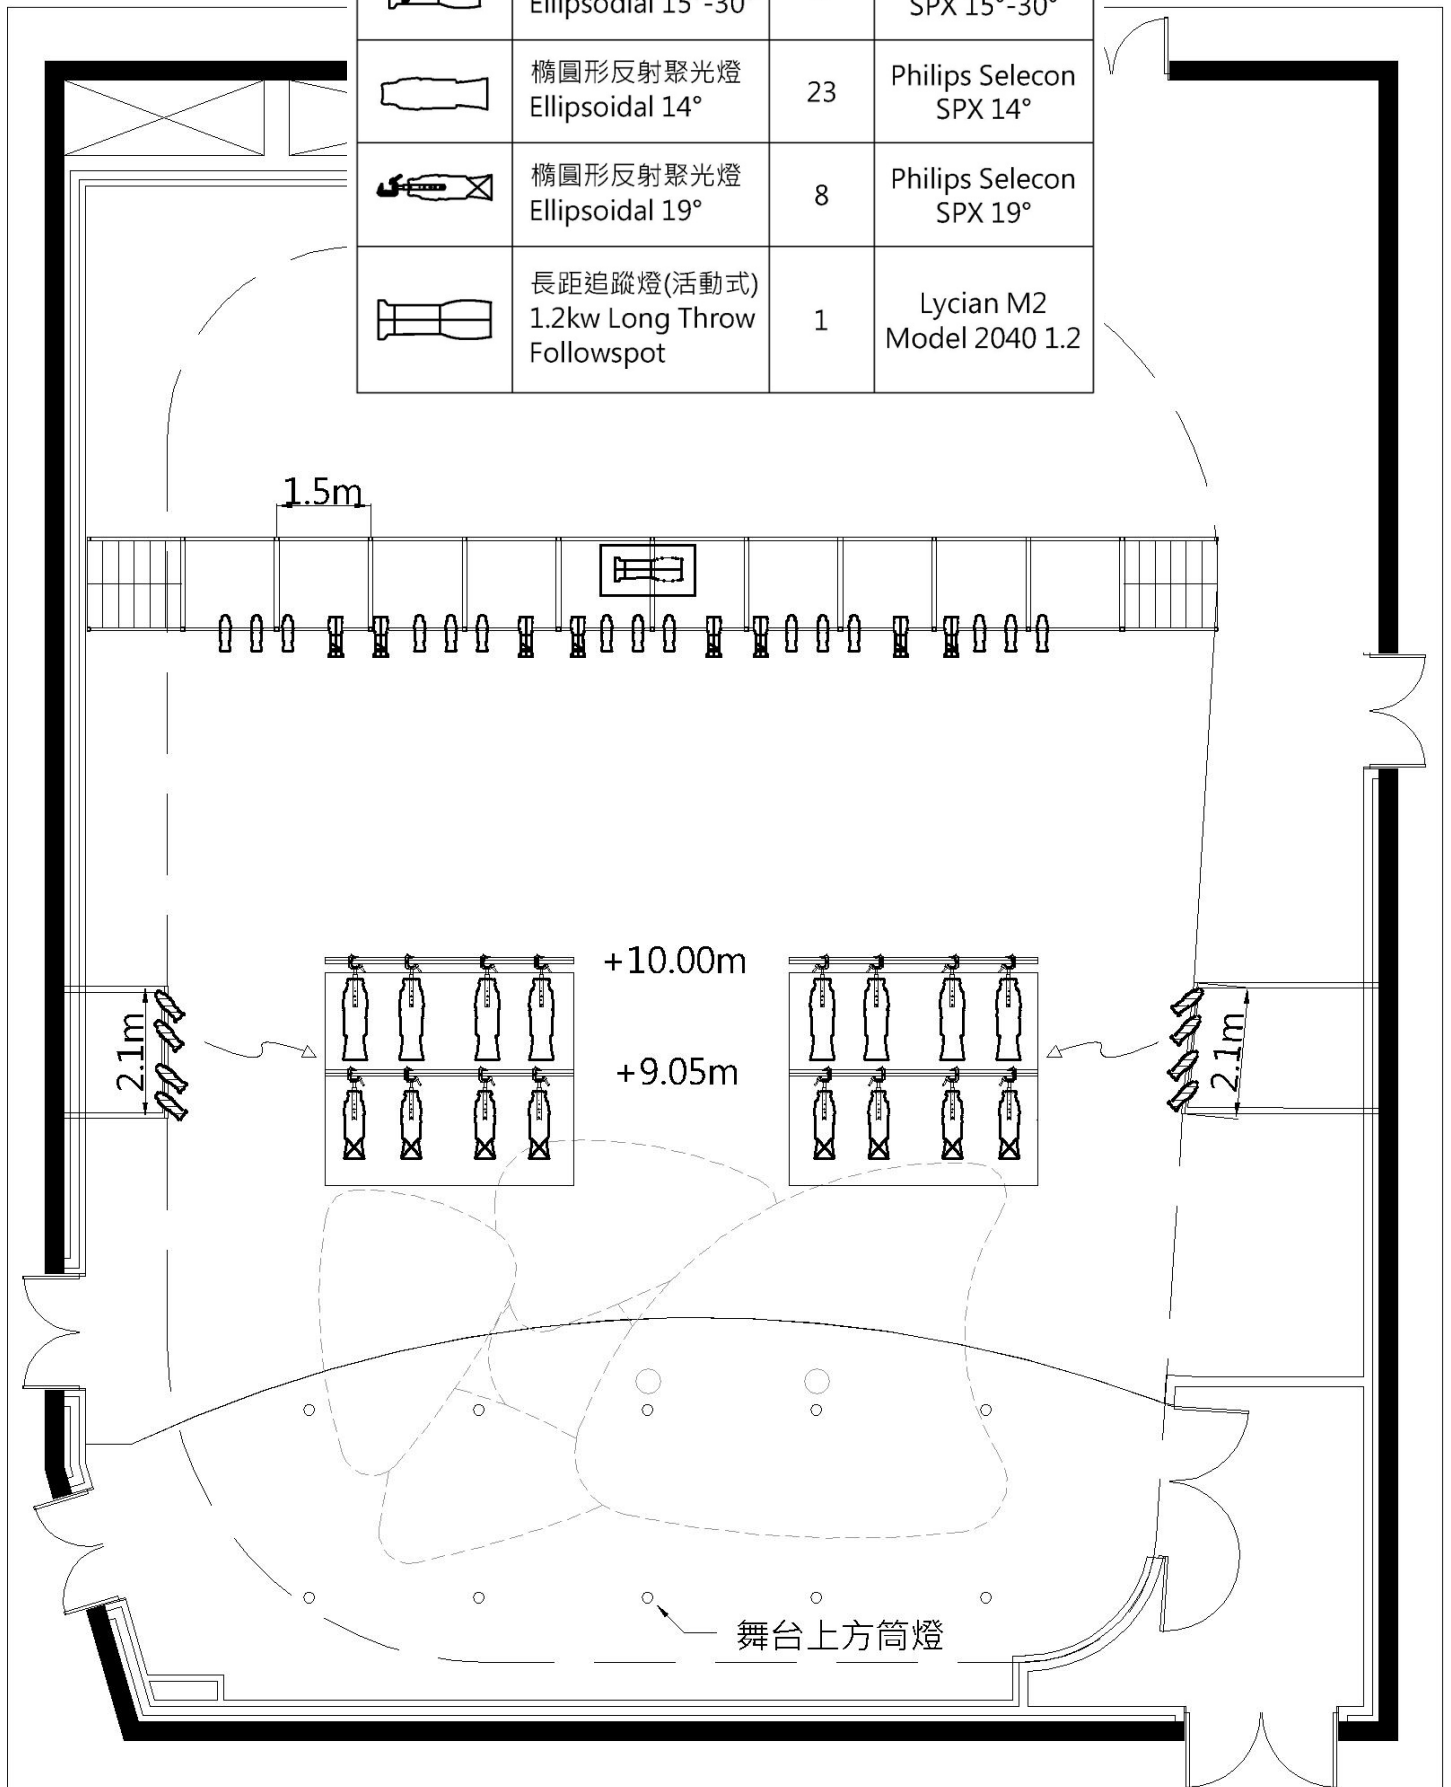 Ellipsodial 15°-30°
SPX 15°-30°
橢圓形反射聚光燈
Ellipsoidal 14°
23
Philips Selecon
SPX 14°
橢圓形反射聚光燈
Ellipsoidal 19°
8
Philips Selecon
SPX 19°
長距追蹤燈(活動式)
1.2kw Long Throw
Followspot
1
Lycian M2
Model 2040 1.2
1.5m
+10.00m
2.1m
+9.05m
2.1m
舞台上方筒燈